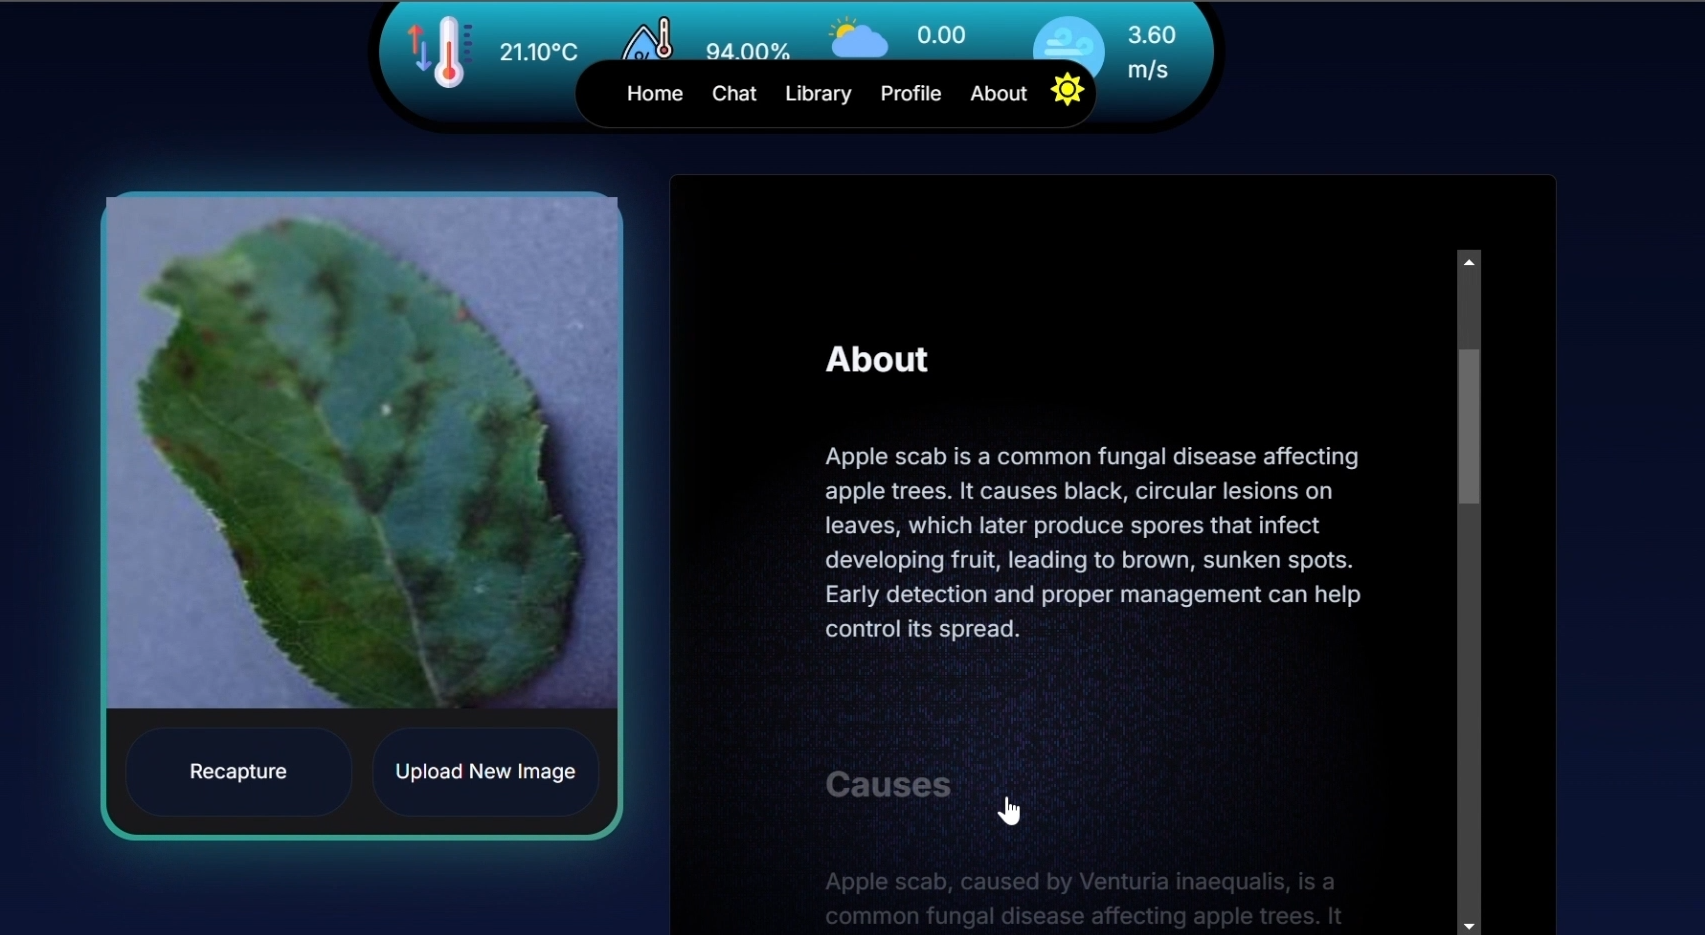 21.10°C
94.00%
0.00
3.60
m/s
Home Chat Library Profile About
About
Apple scab is a common fungal disease affecting
apple trees. It causes black, circular lesions on
leaves, which later produce spores that infect
developing fruit, leading to brown, sunken spots.
Early detection and proper management can help
control its spread.
Causes
Apple scab, caused by Venturia inaequalis, is a
common fungal disease affecting apple trees. It
Recapture
Upload New Image